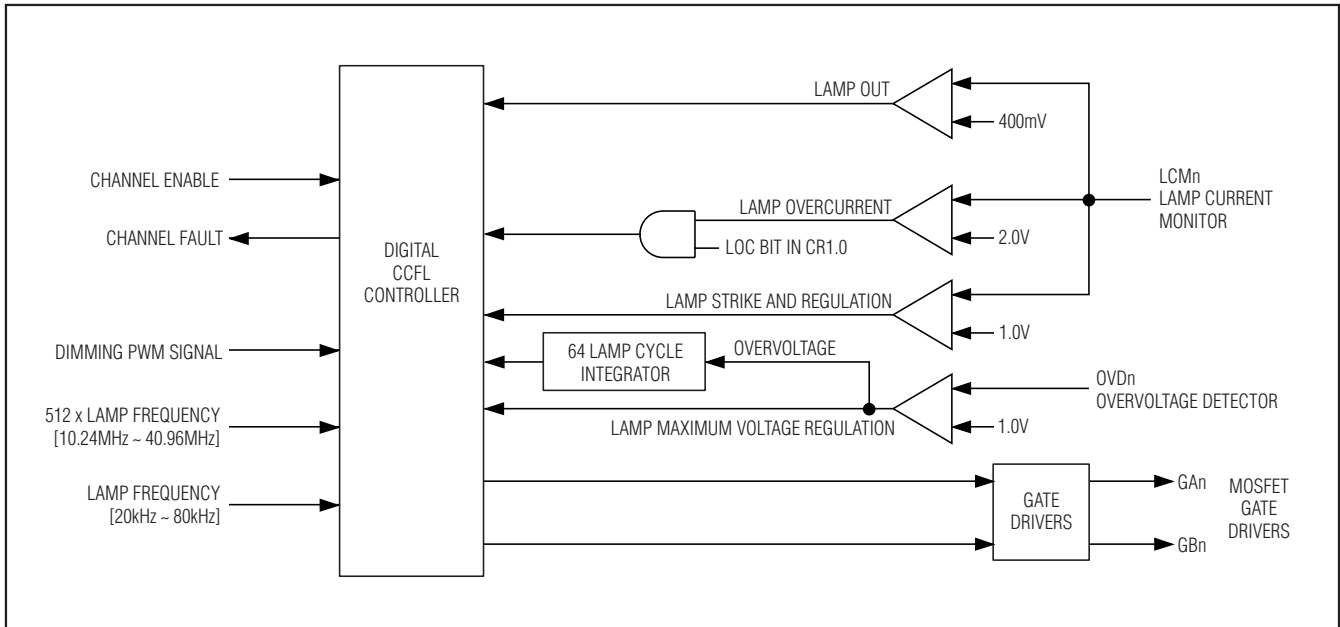 LAMP OUT
400mV
CHANNEL ENABLE
LCMn
LAMP CURRENT
MONITOR
LAMP OVERCURRENT
2.0V
LOC BIT IN CR1.0
CHANNEL FAULT
DIGITAL
CCFL
CONTROLLER
LAMP STRIKE AND REGULATION
1.0V
DIMMING PWM SIGNAL
64 LAMP CYCLE
INTEGRATOR
OVERVOLTAGE
OVDn
OVERVOLTAGE DETECTOR
1.0V
LAMP MAXIMUM VOLTAGE REGULATION
512 x LAMP FREQUENCY
[10.24MHz ~ 40.96MHz]
LAMP FREQUENCY
[20kHz ~ 80kHz]
GATE
DRIVERS
GAn
GBn
MOSFET
GATE
DRIVERS